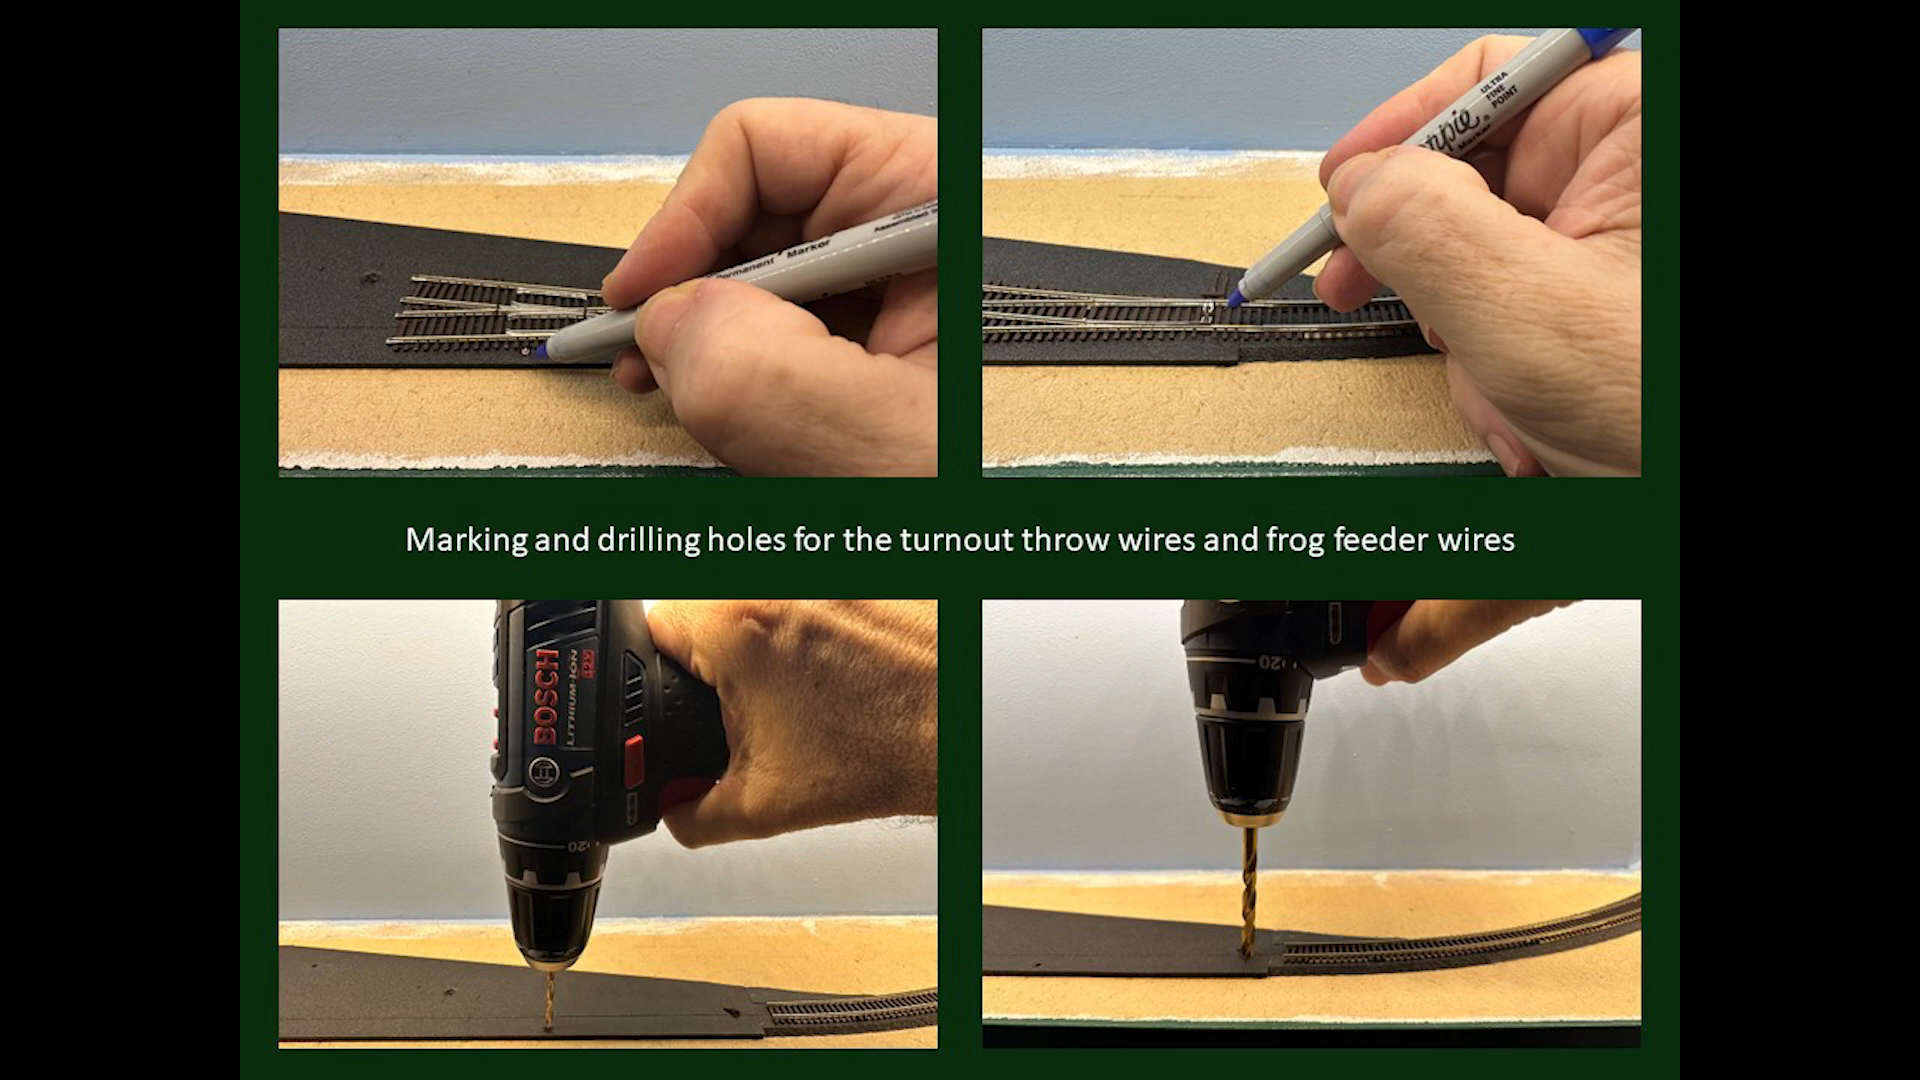 Permanent Marker
ULTRA
FINE
POINT
Marker
Marking and drilling holes for the turnout throw wires and frog feeder wires
BOSCH
LITHIUM-ION
12V
20
20